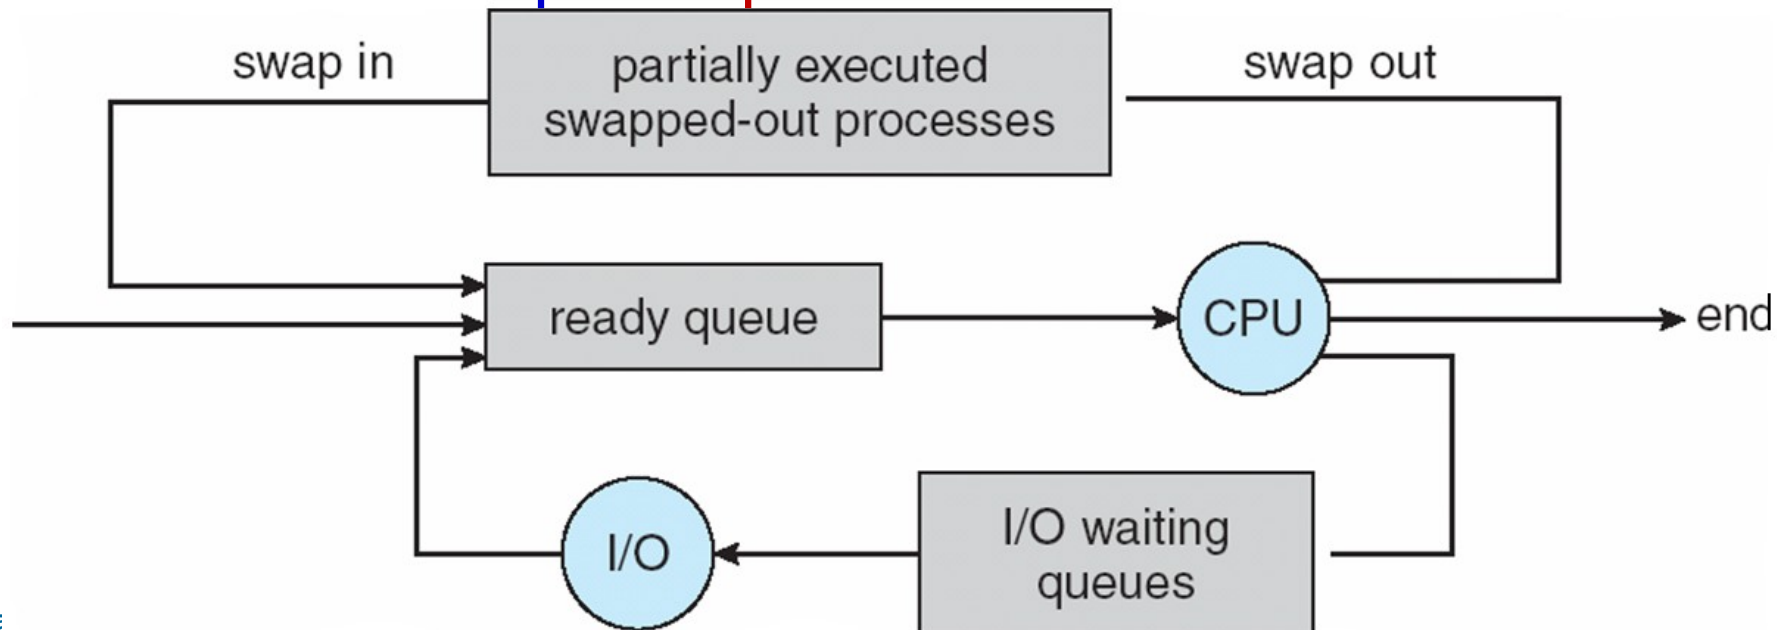 swap in
partially executed
swapped-out processes
swap out
ready queue
CPU
end
I/O
I/O waiting
queues